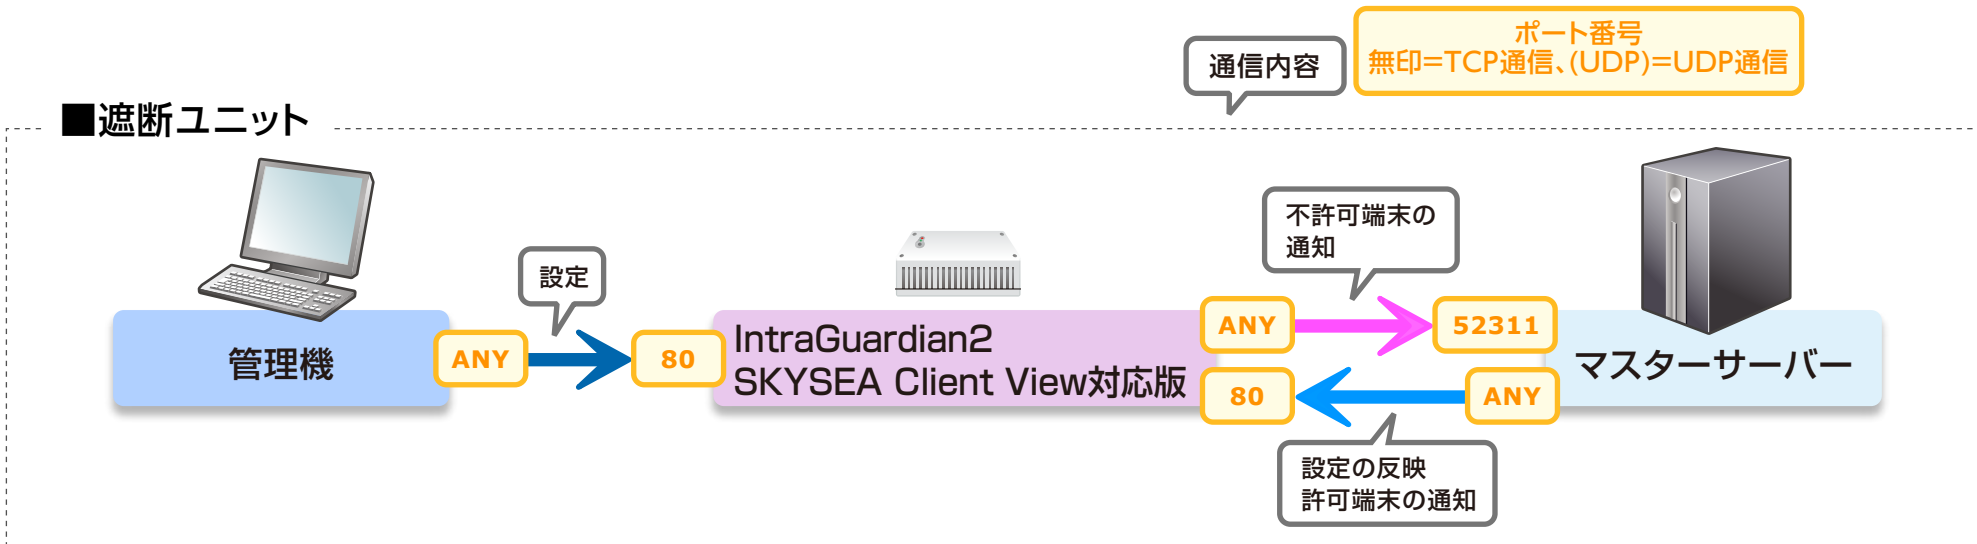 通信内容
ポート番号
無印=TCP通信、(UDP)=UDP通信
■遮断ユニット
管理機
ANY
設定
80
IntraGuardian2
SKYSEA Client View対応版
ANY
不許可端末の
通知
52311
80
ANY
設定の反映
許可端末の通知
マスターサーバー